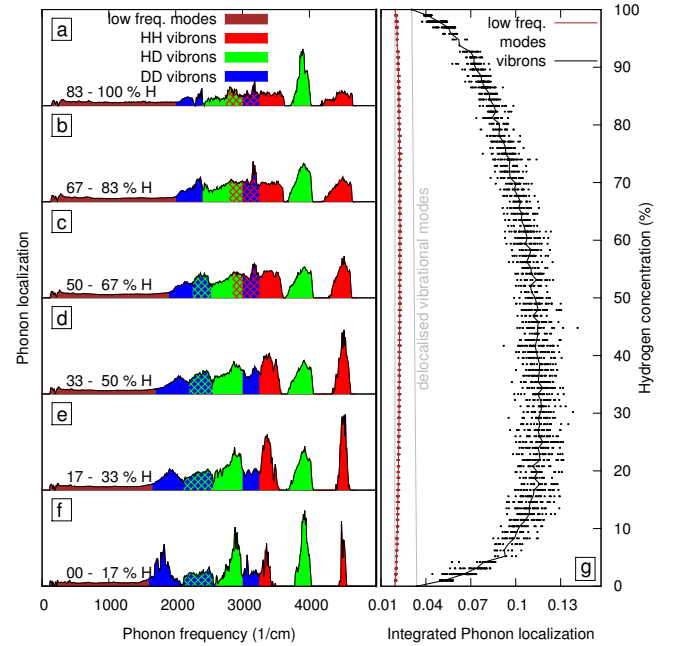 a
low freq. modes
HH vibrons
HD vibrons
DD vibrons
83 - 100 % H
b
67 - 83 % H
c
50 - 67 % H
d
33 - 50 % H
e
17 - 33 % H
f
00 - 17 % H
0 1000 2000 3000 4000
Phonon frequency (1/cm)
Phonon localization
low freq.
modes
vibrons
delocalised vibrational modes
g
0.01 0.04 0.07 0.1 0.13
Integrated Phonon localization
100
90
80
70
60
50
40
30
20
10
0
Hydrogen concentration (%)